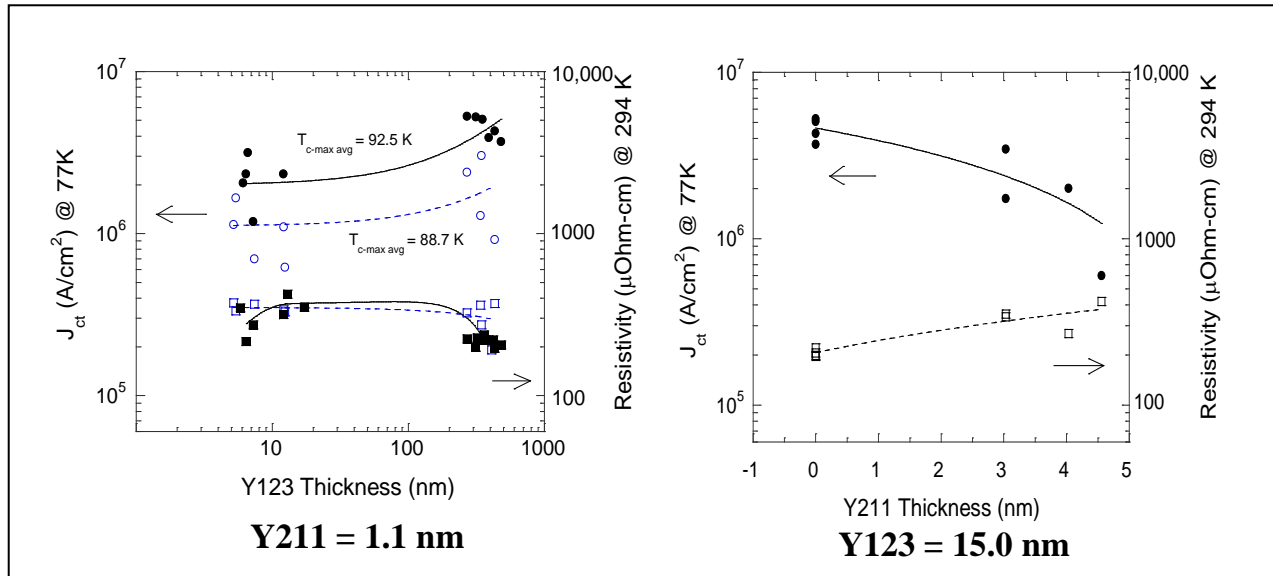 10⁷
10⁶
10⁵
J_ct (A/cm²) @ 77K
T_c-max avg = 92.5 K
T_c-max avg = 88.7 K
10,000
1000
100
Resistivity (μOhm-cm) @ 294 K
10 100 1000
Y123 Thickness (nm)
Y211 = 1.1 nm
10⁷
10⁶
10⁵
J_ct (A/cm²) @ 77K
10,000
1000
100
Resistivity (μOhm-cm) @ 294 K
-1 0 1 2 3 4 5
Y211 Thickness (nm)
Y123 = 15.0 nm